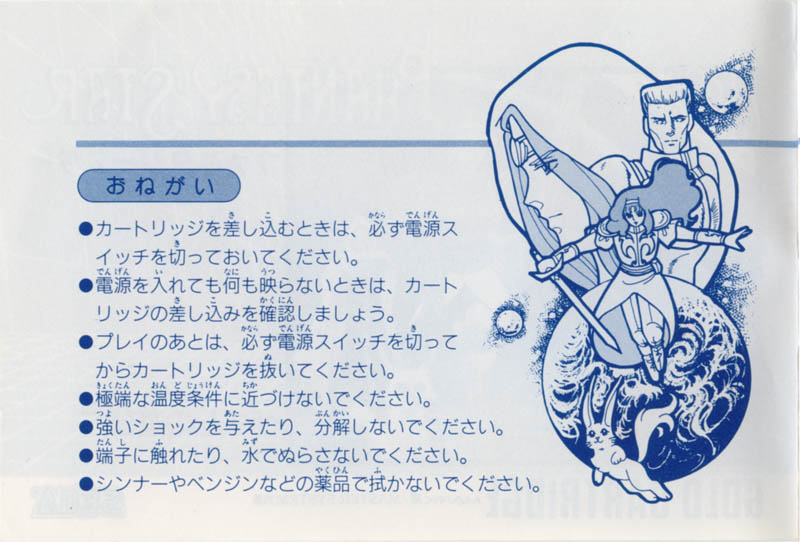 おねがい
●カートリッジを差し込むときは、必ず電源ス
イッチを切っておいてください。
●電源を入れても何も映らないときは、カート
リッジの差し込みを確認しましょう。
●プレイのあとは、必ず電源スイッチを切って
からカートリッジを抜いてください。
●極端な温度条件に近づけないでください。
●強いショックを与えたり、分解しないでください。
●端子に触れたり、水でぬらさないでください。
●シンナーやベンジンなどの薬品で拭かないでください。